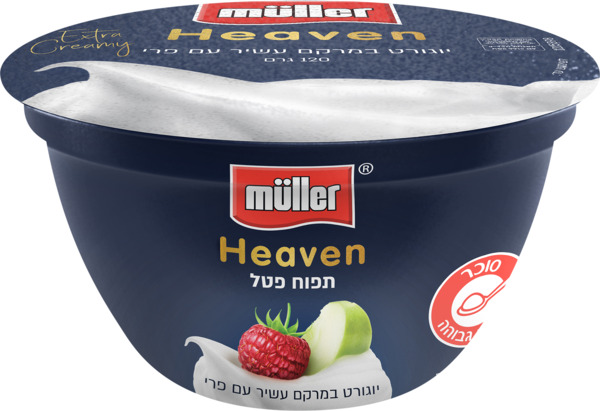 müller
Extra
Creamy
Heaven
יוגורט במרקם עשיר עם פרי
120 גרם
müller
®
Heaven
תפוח פטל
סוכר
גבוהה
יוגורט במרקם עשיר עם פרי